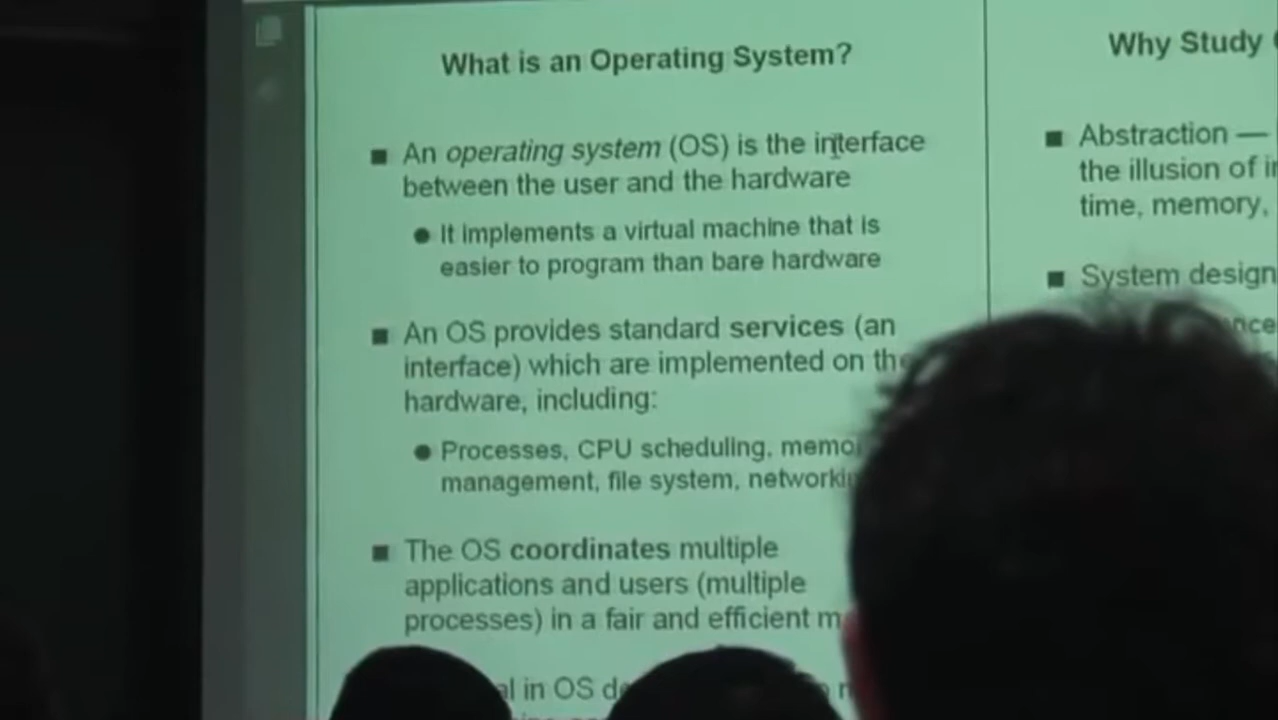 What is an Operating System?
An operating system (OS) is the interface
between the user and the hardware
It implements a virtual machine that is
easier to program than bare hardware
An OS provides standard services (an
interface) which are implemented on the
hardware, including:
Processes, CPU scheduling,
management, file system,
The OS coordinates multiple
applications and users (multiple
processes) in a fair and efficient
in OS
Why Study
Abstraction —
the illusion of
time, memory,
System design